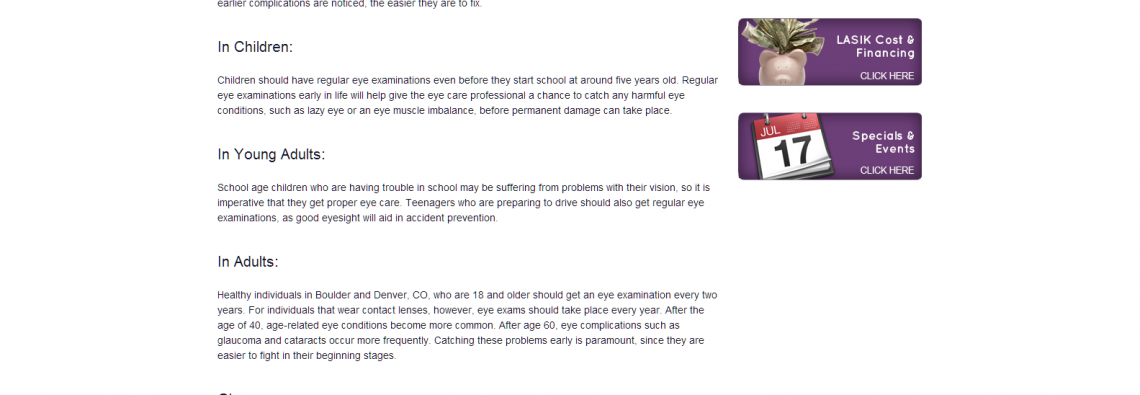 earlier complications are noticed, the easier they are to fix.
In Children:
Children should have regular eye examinations even before they start school at around five years old. Regular
eye examinations early in life will help give the eye care professional a chance to catch any harmful eye
conditions, such as lazy eye or an eye muscle imbalance, before permanent damage can take place.
In Young Adults:
School age children who are having trouble in school may be suffering from problems with their vision, so it is
imperative that they get proper eye care. Teenagers who are preparing to drive should also get regular eye
examinations, as good eyesight will aid in accident prevention.
In Adults:
Healthy individuals in Boulder and Denver, CO, who are 18 and older should get an eye examination every two
years. For individuals that wear contact lenses, however, eye exams should take place every year. After the
age of 40, age-related eye conditions become more common. After age 60, eye complications such as
glaucoma and cataracts occur more frequently. Catching these problems early is paramount, since they are
easier to fight in their beginning stages.
LASIK Cost &
Financing
CLICK HERE
JUL
17
Specials &
Events
CLICK HERE